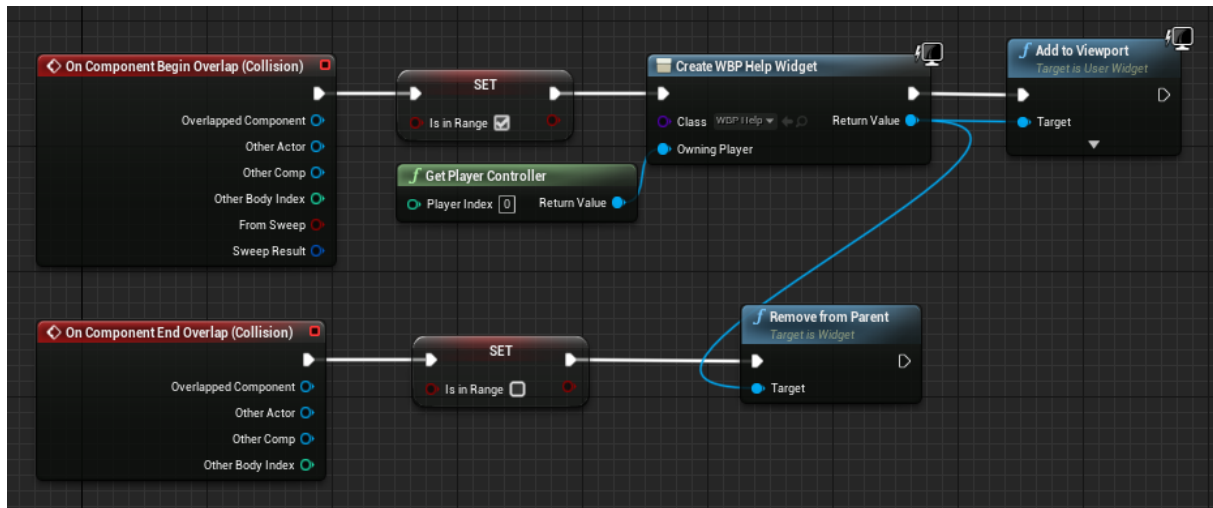 On Component Begin Overlap (Collision)
Overlapped Component
Other Actor
Other Comp
Other Body Index
From Sweep
Sweep Result
SET
Is in Range
Get Player Controller
Player Index 0 Return Value
Create WBP Help Widget
Class WBP Help Return Value
Owning Player
Add to Viewport
Target is User Widget
Target
On Component End Overlap (Collision)
Overlapped Component
Other Actor
Other Comp
Other Body Index
SET
Is in Range
Remove from Parent
Target is Widget
Target